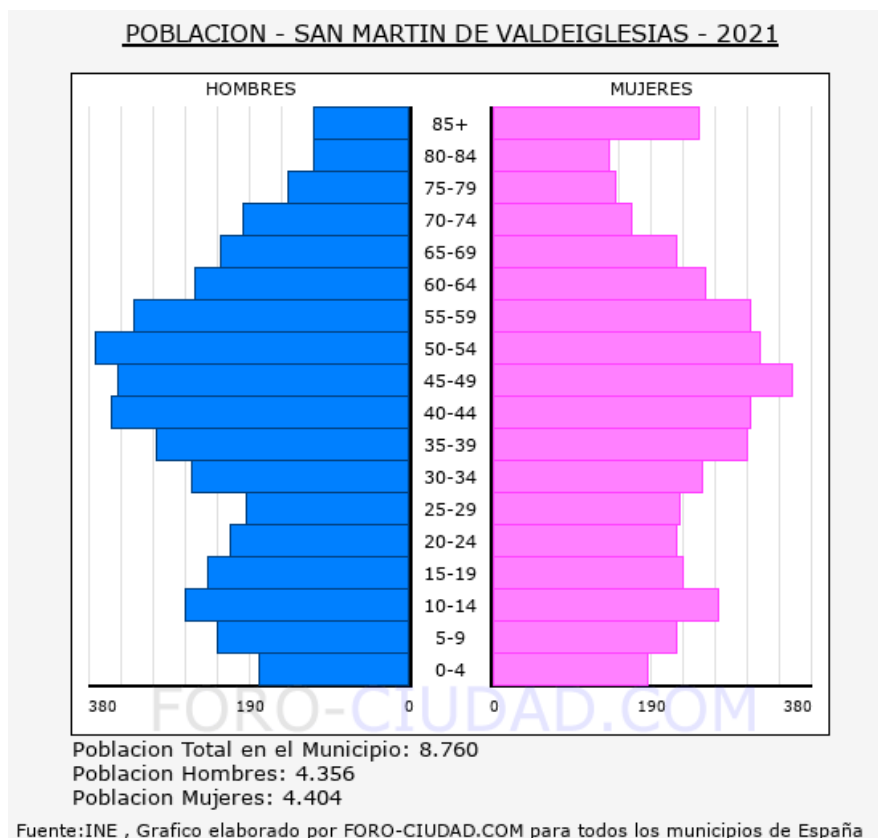 POBLACION - SAN MARTIN DE VALDEIGLESIAS - 2021
HOMBRES MUJERES
85+
80-84
75-79
70-74
65-69
60-64
55-59
50-54
45-49
40-44
35-39
30-34
25-29
20-24
15-19
10-14
5-9
0-4
380 190 0 0 190 380
FORO-CIUDAD.COM
Poblacion Total en el Municipio: 8.760
Poblacion Hombres: 4.356
Poblacion Mujeres: 4.404
Fuente:INE , Grafico elaborado por FORO-CIUDAD.COM para todos los municipios de España